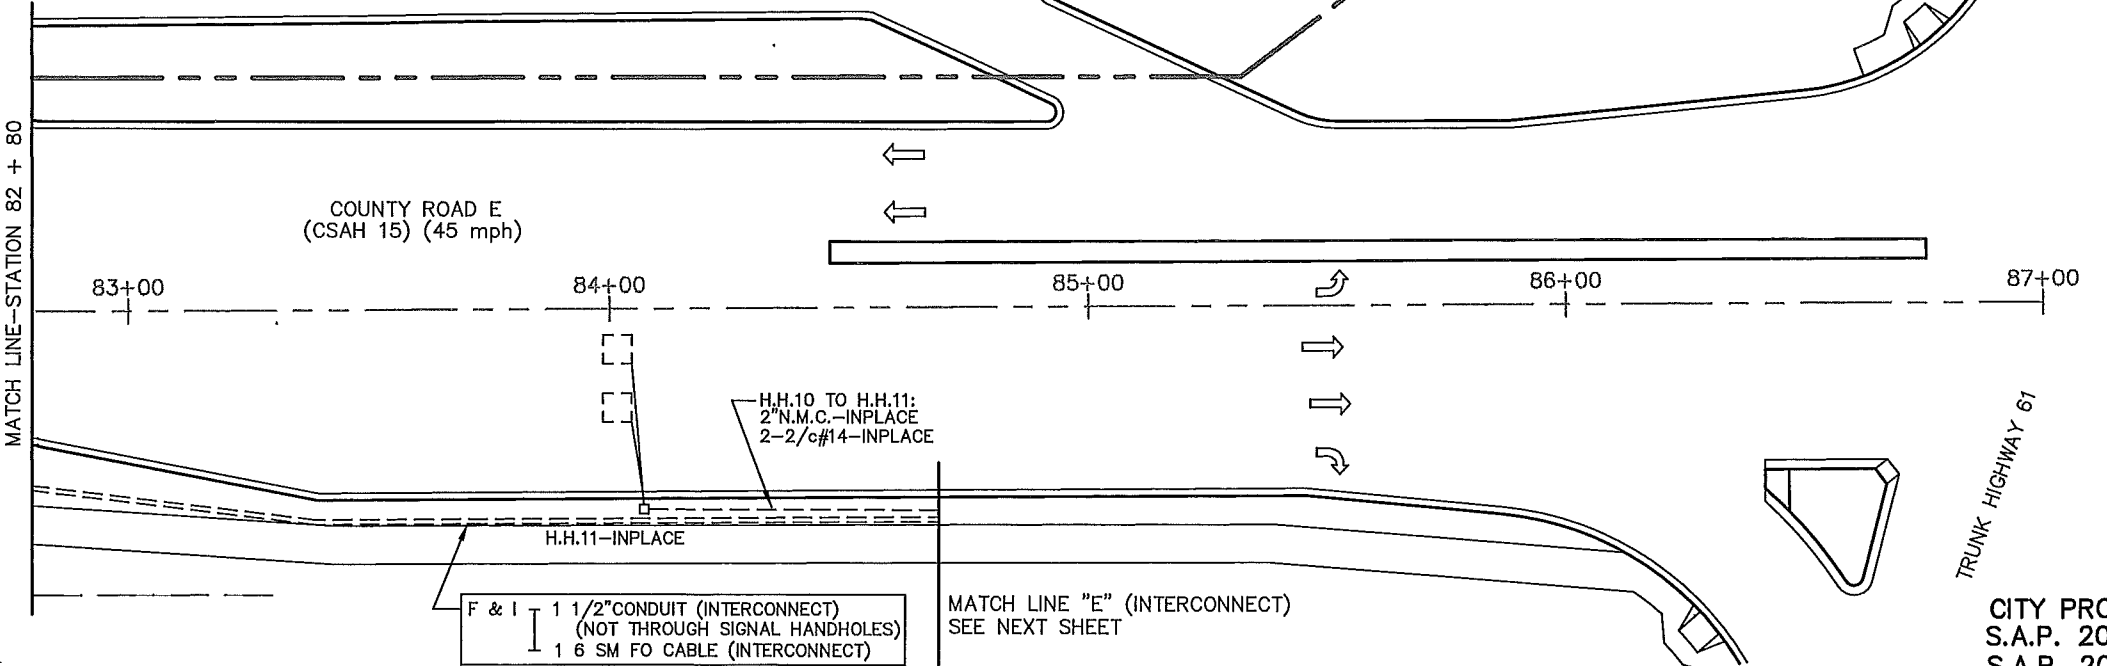 MATCH LINE-STATION 82 + 80
COUNTY ROAD E
(CSAH 15) (45 mph)
83+00
84+00
85+00
86+00
87+00
H.H.10 TO H.H.11:
2"N.M.C.-INPLACE
2-2/c#14-INPLACE
H.H.11-INPLACE
F & I 1 1/2"CONDUIT (INTERCONNECT)
(NOT THROUGH SIGNAL HANDHOLES)
1 6 SM FO CABLE (INTERCONNECT)
MATCH LINE "E" (INTERCONNECT)
SEE NEXT SHEET
TRUNK HIGHWAY 61
CITY PRO
S.A.P. 20
S.A.P. 20